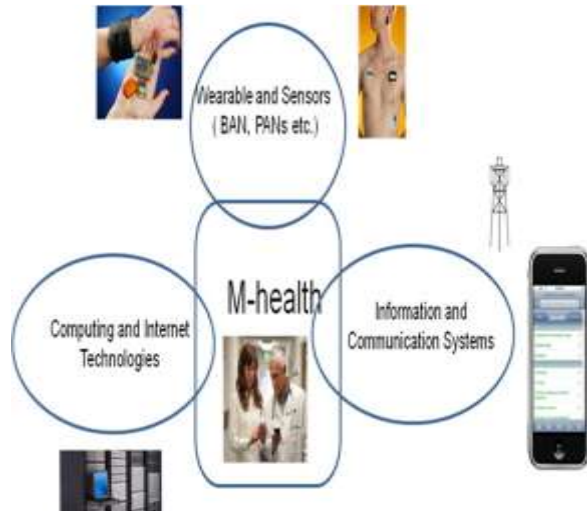 Wearable and Sensors
( BAN, PANs etc.)
M-health
Computing and Internet
Technologies
Information and
Communication Systems